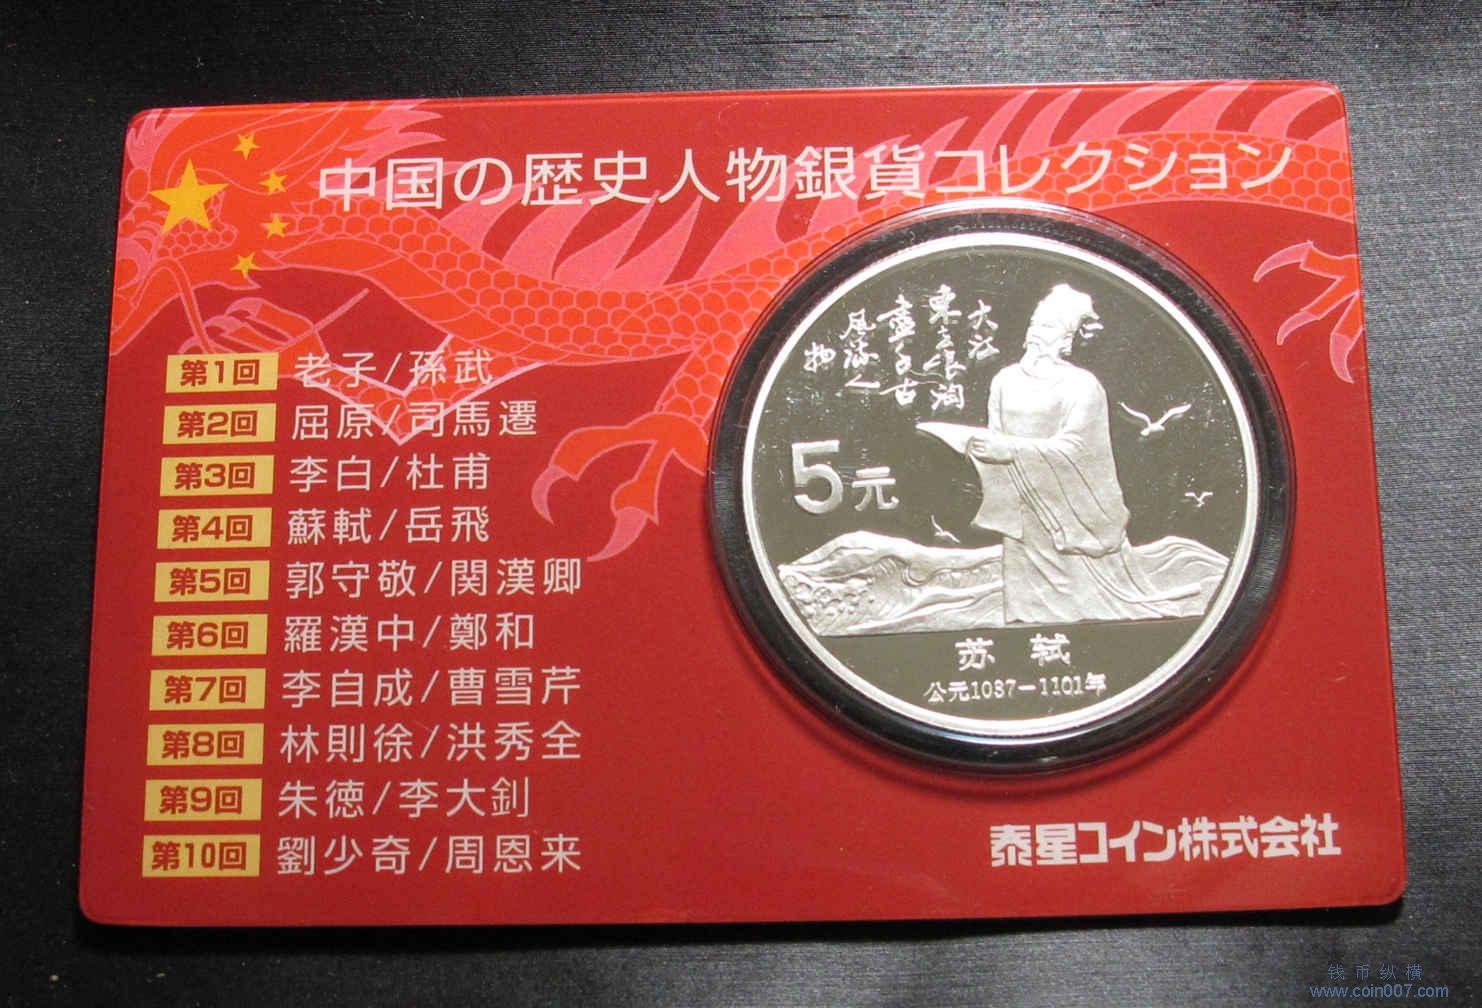 中国の歴史人物銀貨コレクション
第1回 老子/孫武
第2回 屈原/司馬遷
第3回 李白/杜甫
第4回 蘇軾/岳飛
第5回 郭守敬/関漢卿
第6回 羅漢中/鄭和
第7回 李自成/曹雪芹
第8回 林則徐/洪秀全
第9回 朱徳/李大釗
第10回 劉少奇/周恩来
大江
東去浪淘
盡千古
風流人
物
5元
苏轼
公元1037-1101年
泰星コイン株式会社
钱币纵横
www.coin007.com